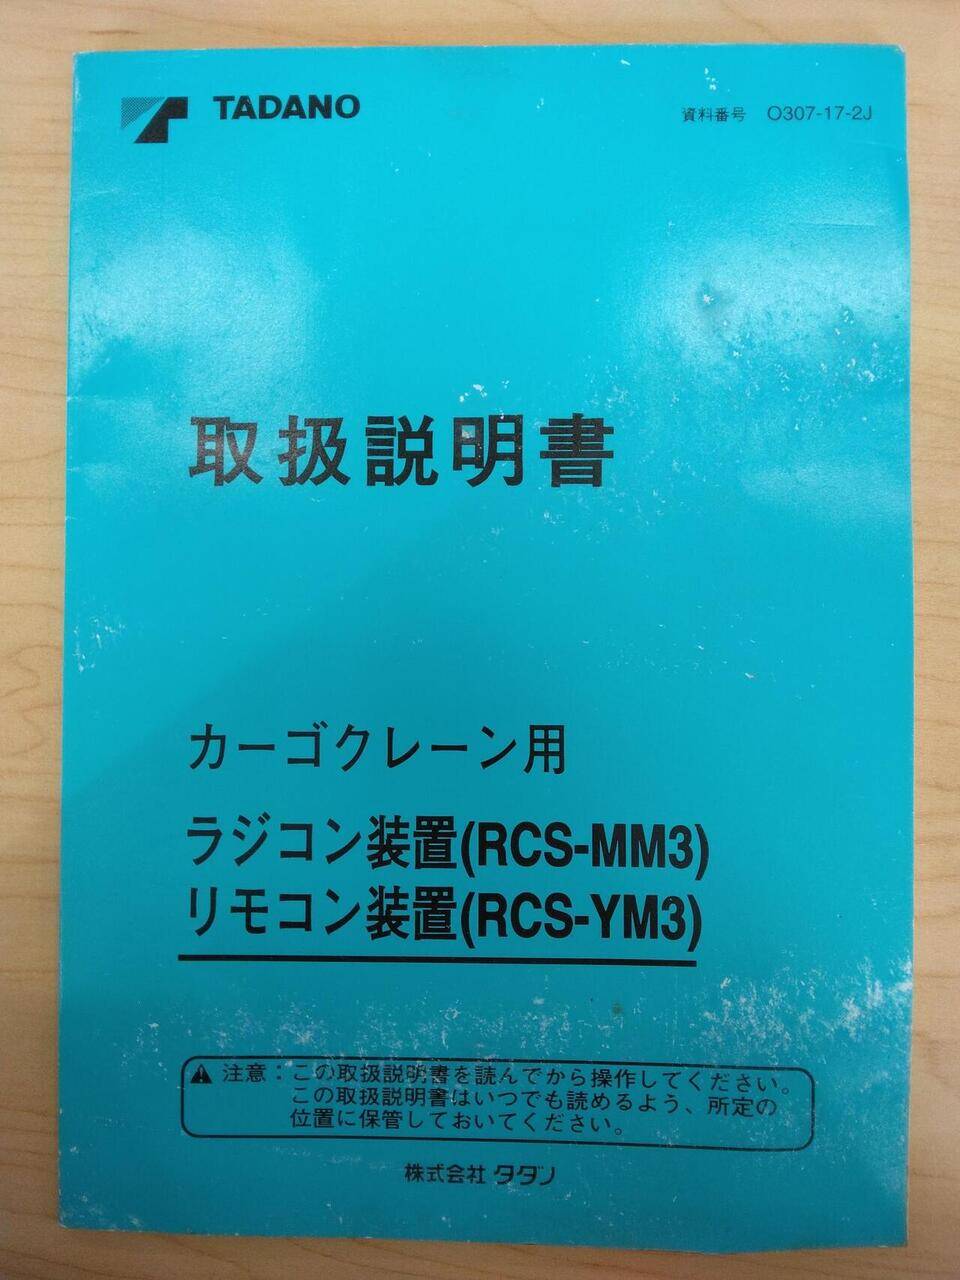 TADANO
資料番号 O307-17-2J
取扱説明書
カーゴクレーン用
ラジコン装置(RCS-MM3)
リモコン装置(RCS-YM3)
注意：この取扱説明書を読んでから操作してください。
この取扱説明書はいつでも読めるよう、所定の
位置に保管しておいてください。
株式会社 タダノ